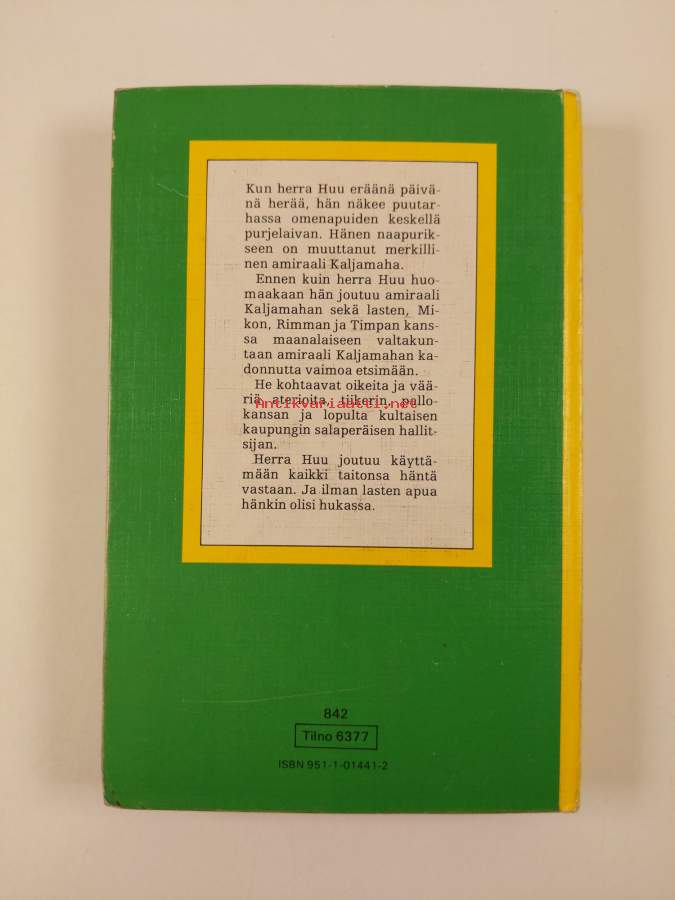 Kun herra Huu eräänä päivä-
nä herää, hän näkee puutar-
hassa omenapuiden keskellä
purjelaivan. Hänen naapurik-
seen on muuttanut merkilli-
nen amiraali Kaljamaha.
Ennen kuin herra Huu huo-
maakaan hän joutuu amiraali
Kaljamahan sekä lasten, Mi-
kon, Rimman ja Timpan kans-
sa maanalaiseen valtakun-
taan amiraali Kaljamahan ka-
donnutta vaimoa etsimään.
He kohtaavat oikeita ja vää-
riä aterioita, tiikerin, pallo-
Antikvariaatti.net
kansan ja lopulta kultaisen
kaupungin salaperäisen hallit-
sijan.
Herra Huu joutuu käyttä-
mään kaikki taitonsa häntä
vastaan. Ja ilman lasten apua
hänkin olisi hukassa.
842
Tilno 6377
ISBN 951-1-01441-2